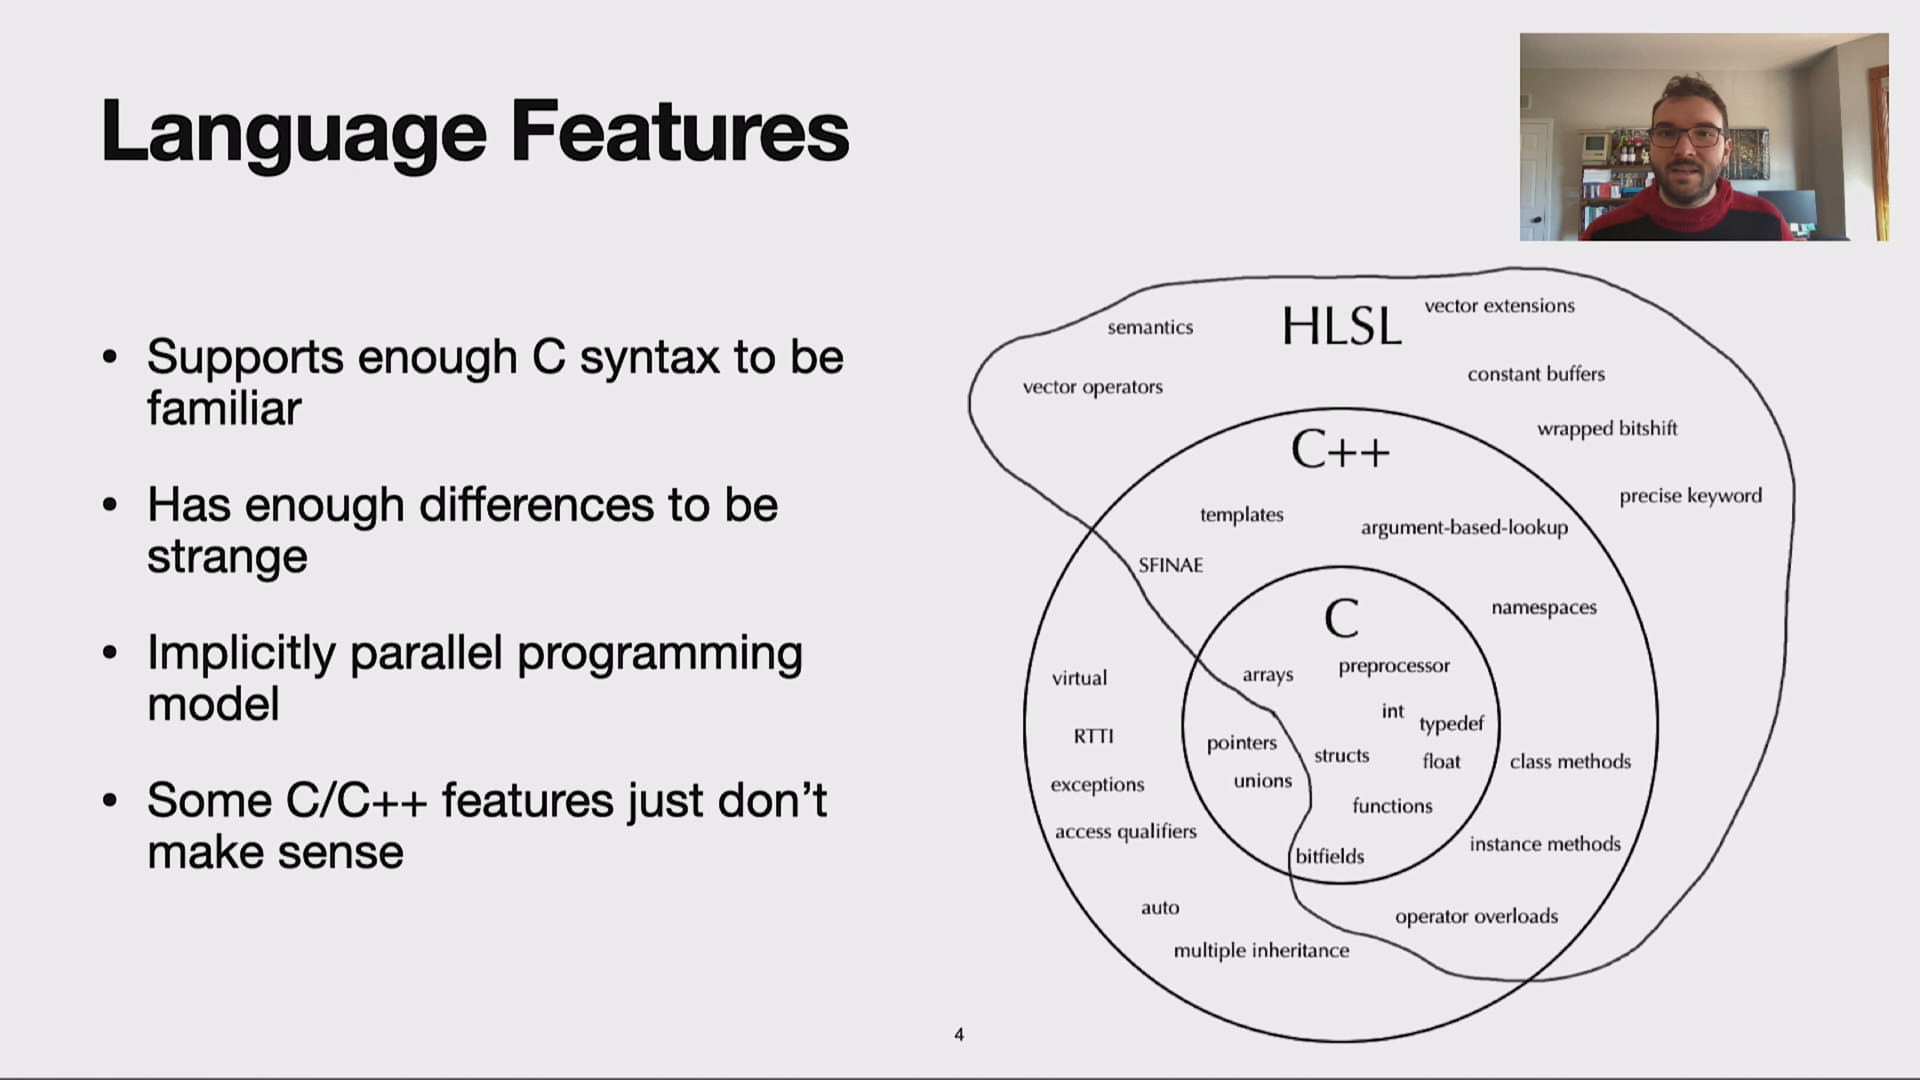 Language Features
• Supports enough C syntax to be
familiar
• Has enough differences to be
strange
• Implicitly parallel programming
model
• Some C/C++ features just don’t
make sense
HLSL
vector extensions
semantics
constant buffers
vector operators
wrapped bitshift
C++
precise keyword
templates
argument-based-lookup
SFINAE
namespaces
C
virtual
arrays
preprocessor
int
typedef
RTTI
pointers
structs
float
class methods
exceptions
unions
functions
access qualifiers
instance methods
bitfields
auto
operator overloads
multiple inheritance
4